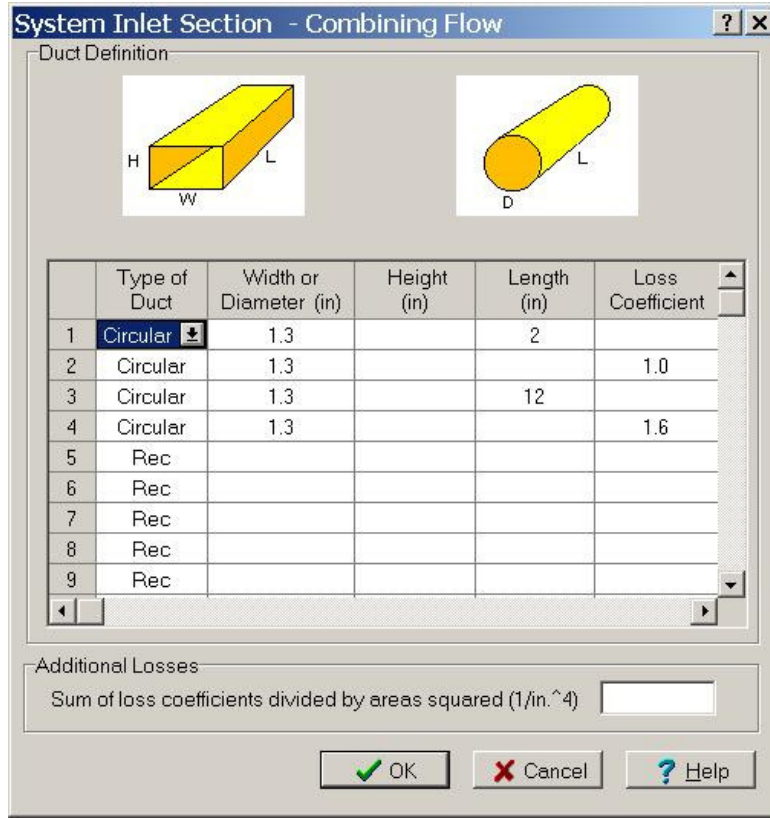 System Inlet Section - Combining Flow ? X
Duct Definition
H
L
W
L
D
Type of Duct Width or Diameter (in) Height (in) Length (in) Loss Coefficient
1 Circular 1.3 2
2 Circular 1.3 1.0
3 Circular 1.3 12
4 Circular 1.3 1.6
5 Rec
6 Rec
7 Rec
8 Rec
9 Rec
Additional Losses
Sum of loss coefficients divided by areas squared (1/in.^4)
OK Cancel ? Help